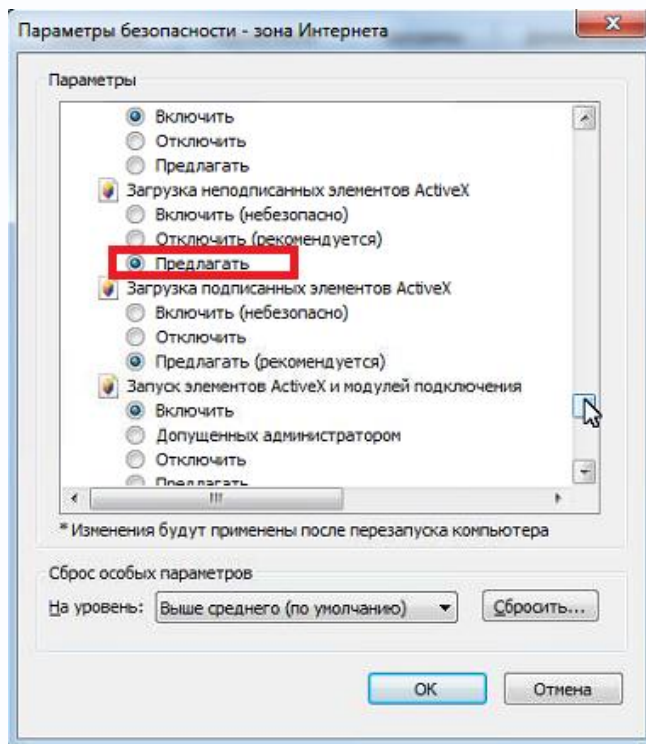 Параметры безопасности - зона Интернета
Параметры
Включить
Отключить
Предлагать
Загрузка неподписанных элементов ActiveX
Включить (небезопасно)
Отключить (рекомендуется)
Предлагать
Загрузка подписанных элементов ActiveX
Включить (небезопасно)
Отключить
Предлагать (рекомендуется)
Запуск элементов ActiveX и модулей подключения
Включить
Допущенных администратором
Отключить
Предлагать
* Изменения будут применены после перезапуска компьютера
Сброс особых параметров
На уровень: Выше среднего (по умолчанию) Сбросить...
ОК Отмена